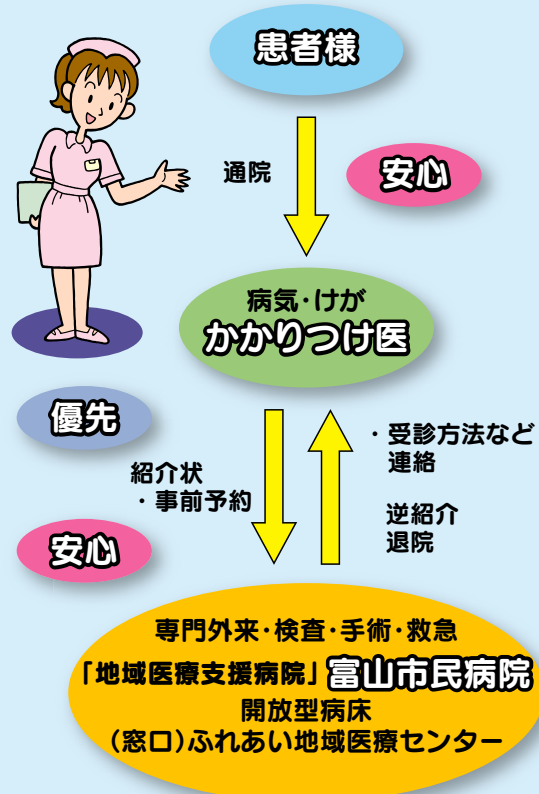 患者様
通院
安心
病気・けが
かかりつけ医
優先
紹介状
・事前予約
・受診方法など
連絡
逆紹介
退院
安心
専門外来・検査・手術・救急
「地域医療支援病院」富山市民病院
開放型病床
(窓口)ふれあい地域医療センター